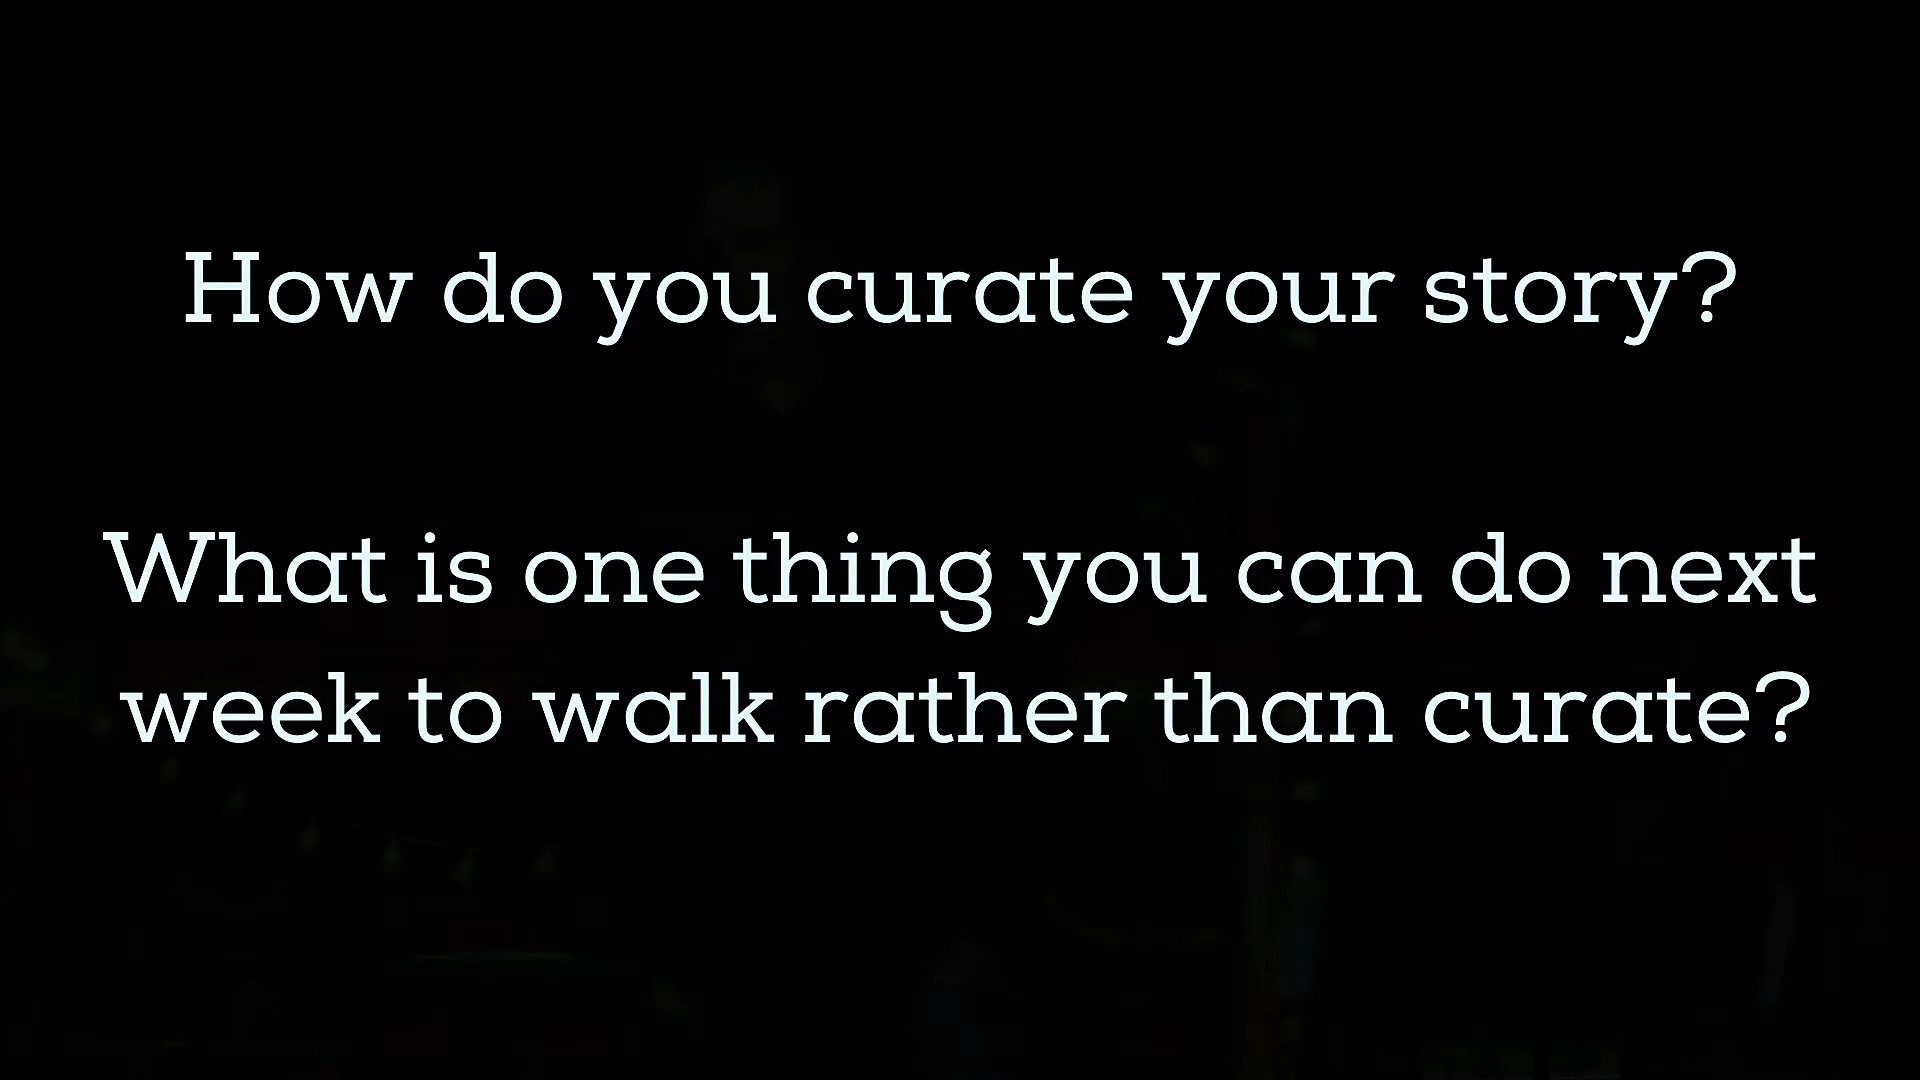 How do you curate your story?
What is one thing you can do next
week to walk rather than curate?